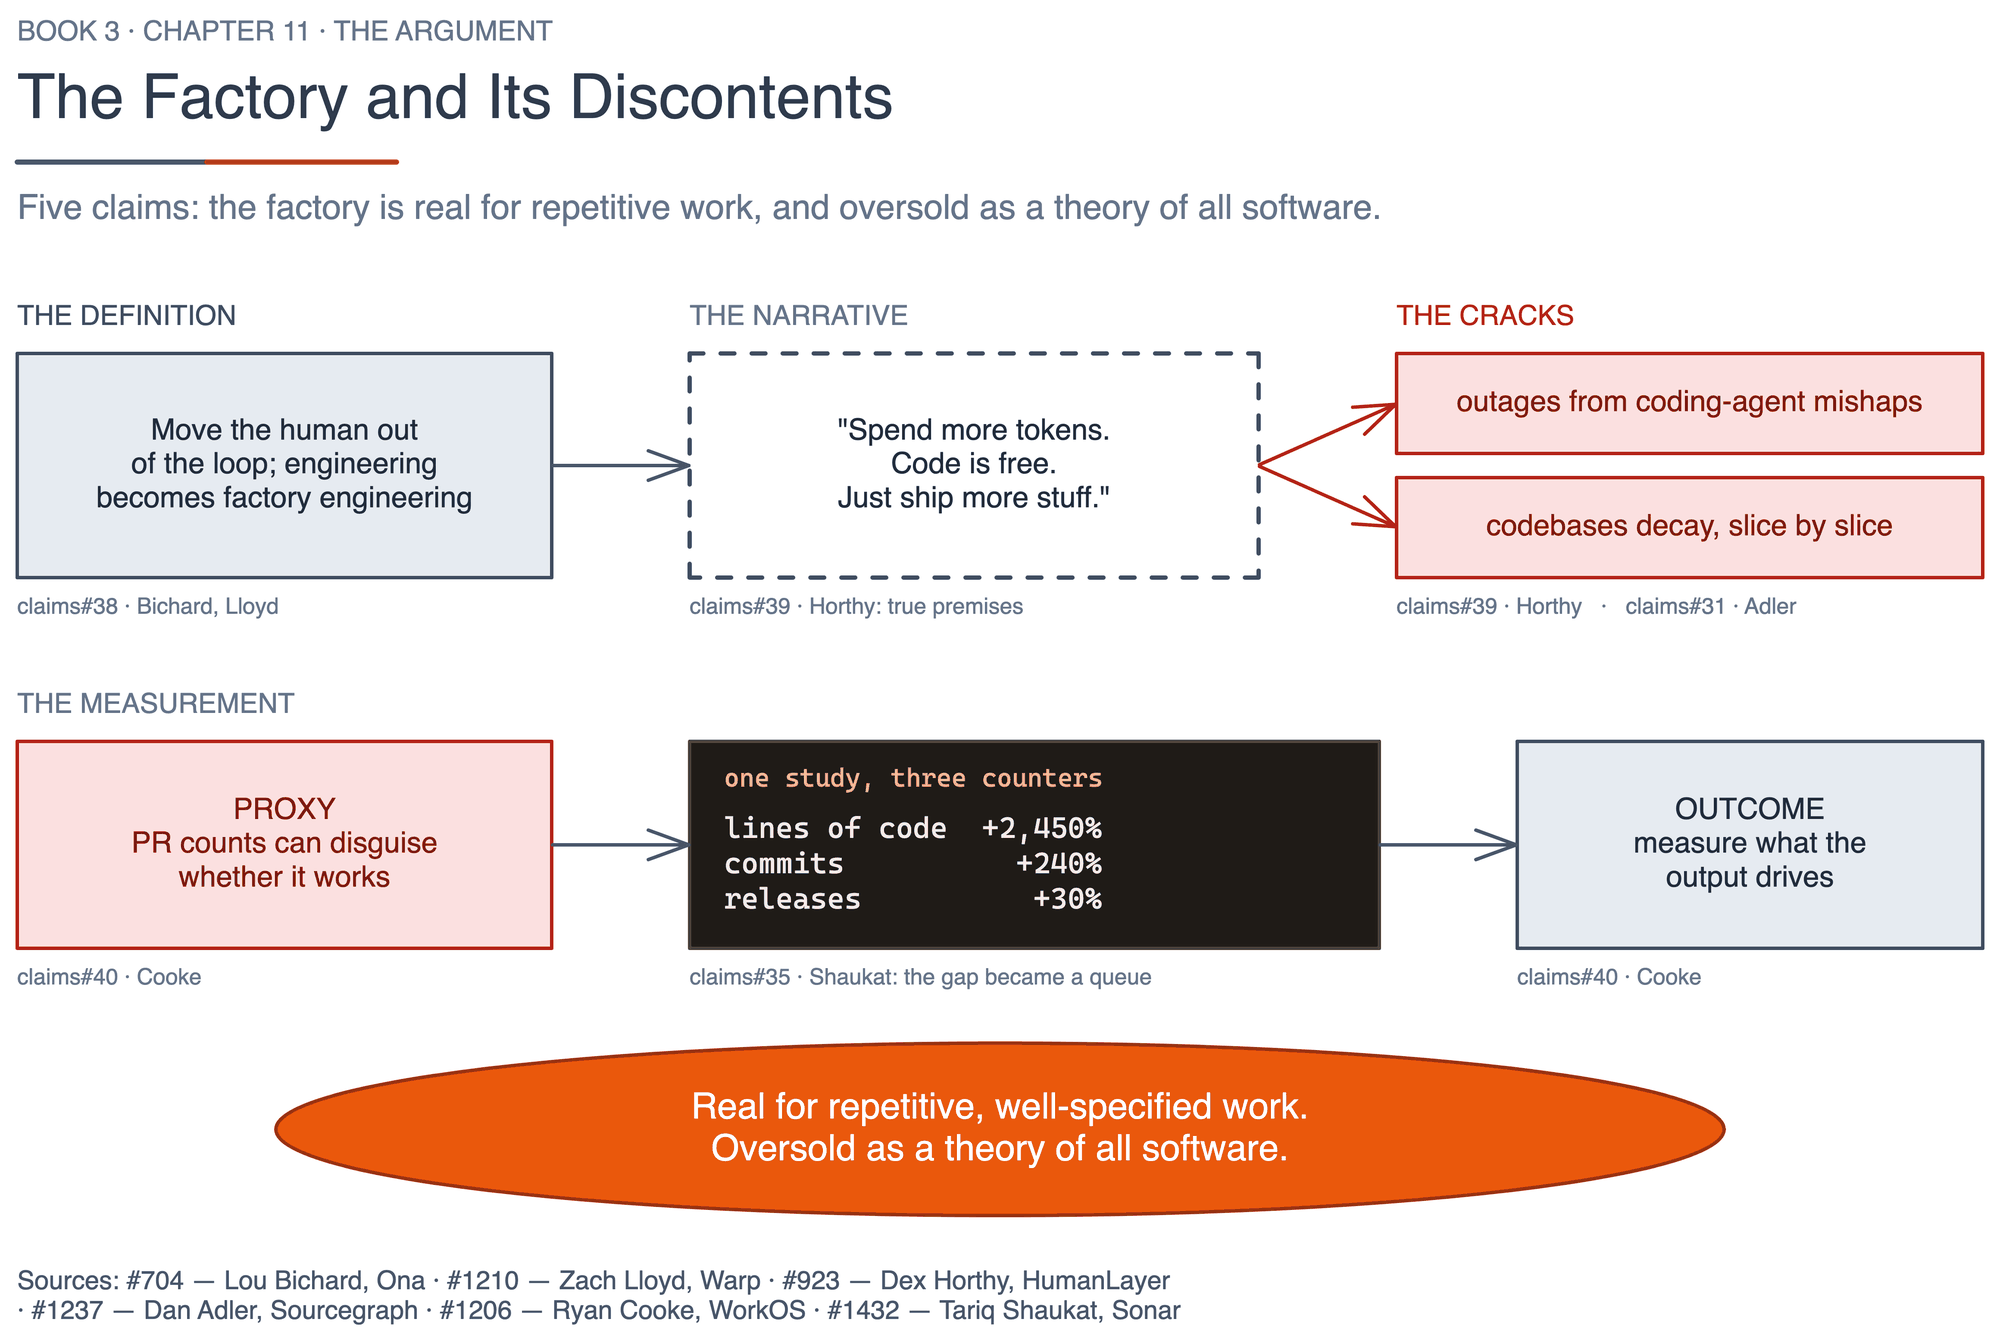 BOOK 3 · CHAPTER 11 · THE ARGUMENT
The Factory and Its Discontents
Five claims: the factory is real for repetitive work, and oversold as a theory of all software.
THE DEFINITION
Move the human out
of the loop; engineering
becomes factory engineering
claims#38 · Bichard, Lloyd
THE NARRATIVE
"Spend more tokens.
Code is free.
Just ship more stuff."
claims#39 · Horthy: true premises
THE CRACKS
outages from coding-agent mishaps
codebases decay, slice by slice
claims#39 · Horthy · claims#31 · Adler
THE MEASUREMENT
PROXY
PR counts can disguise
whether it works
claims#40 · Cooke
one study, three counters
lines of code +2,450%
commits +240%
releases +30%
claims#35 · Shaukat: the gap became a queue
OUTCOME
measure what the
output drives
claims#40 · Cooke
Real for repetitive, well-specified work.
Oversold as a theory of all software.
Sources: #704 — Lou Bichard, Ona · #1210 — Zach Lloyd, Warp · #923 — Dex Horthy, HumanLayer
· #1237 — Dan Adler, Sourcegraph · #1206 — Ryan Cooke, WorkOS · #1432 — Tariq Shaukat, Sonar